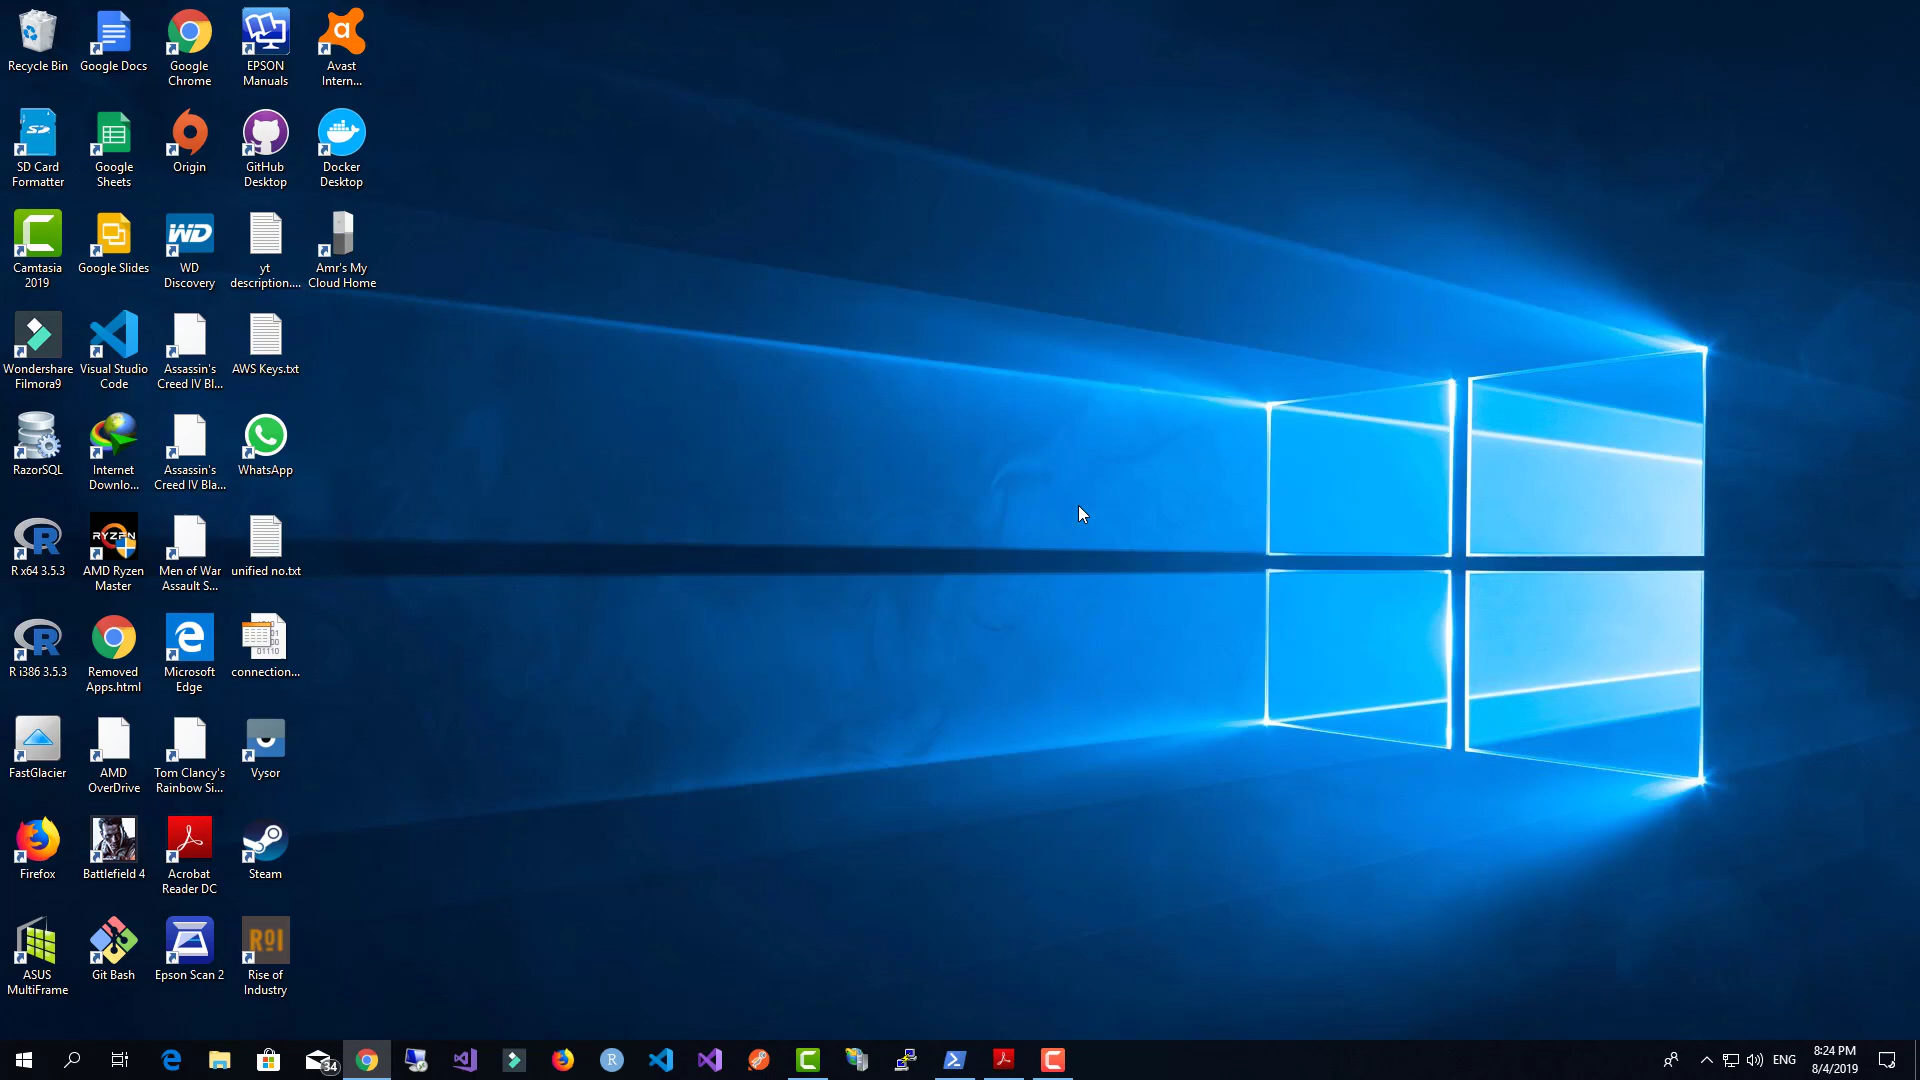 Recycle Bin
Google Docs
Google
Chrome
EPSON
Manuals
a
Avast
Intern...
SD
SD Card
Formatter
Google
Sheets
Origin
GitHub
Desktop
Docker
Desktop
Camtasia
2019
Google Slides
WD
WD
Discovery
yt
description....
Amr's My
Cloud Home
Wondershare
Filmora9
Visual Studio
Code
Assassin's
Creed IV Bl...
AWS Keys.txt
RazorSQL
Internet
Downlo...
Assassin's
Creed IV Bla...
WhatsApp
R
R x64 3.5.3
RYZEN
AMD Ryzen
Master
Men of War
Assault S...
unified no.txt
R
R i386 3.5.3
Removed
Apps.html
Microsoft
Edge
connection...
FastGlacier
AMD
OverDrive
Tom Clancy's
Rainbow Si...
Vysor
Firefox
Battlefield 4
Acrobat
Reader DC
Steam
ASUS
MultiFrame
Git Bash
Epson Scan 2
ROI
Rise of
Industry
34
R
ENG
8:24 PM
8/4/2019